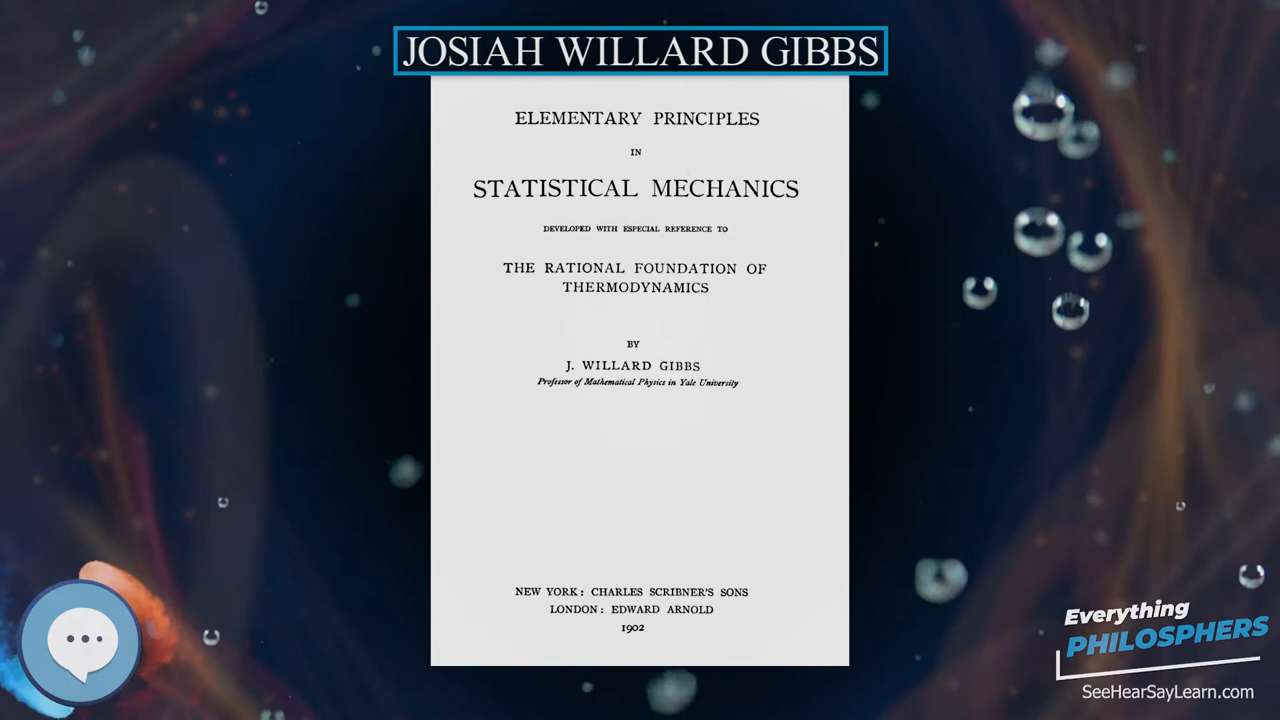 JOSIAH WILLARD GIBBS
ELEMENTARY PRINCIPLES
IN
STATISTICAL MECHANICS
DEVELOPED WITH ESPECIAL REFERENCE TO
THE RATIONAL FOUNDATION OF
THERMODYNAMICS
BY
J. WILLARD GIBBS
Professor of Mathematical Physics in Yale University
NEW YORK: CHARLES SCRIBNER'S SONS
LONDON: EDWARD ARNOLD
1902
Everything
PHILOSPHERS
SeeHearSayLearn.com